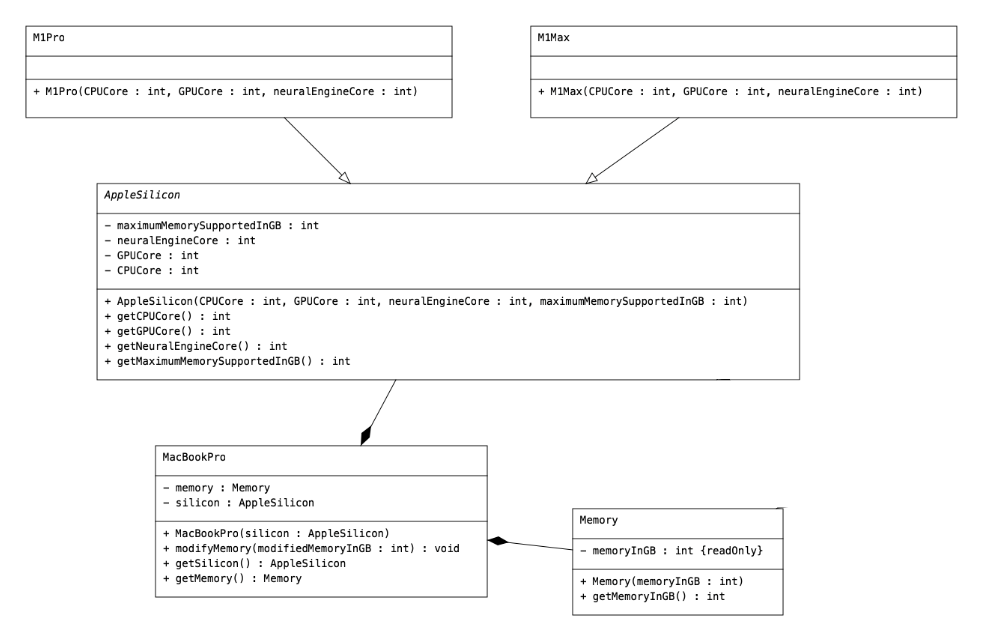 M1Pro
+ M1Pro(CPUCore : int, GPUCore : int, neuralEngineCore : int)
M1Max
+ M1Max(CPUCore : int, GPUCore : int, neuralEngineCore : int)
AppleSilicon
- maximumMemorySupportedInGB : int
- neuralEngineCore : int
- GPUCore : int
- CPUCore : int
+ AppleSilicon(CPUCore : int, GPUCore : int, neuralEngineCore : int, maximumMemorySupportedInGB : int)
+ getCPUCore() : int
+ getGPUCore() : int
+ getNeuralEngineCore() : int
+ getMaximumMemorySupportedInGB() : int
MacBookPro
- memory : Memory
- silicon : AppleSilicon
+ MacBookPro(silicon : AppleSilicon)
+ modifyMemory(modifiedMemoryInGB : int) : void
+ getSilicon() : AppleSilicon
+ getMemory() : Memory
Memory
- memoryInGB : int {readOnly}
+ Memory(memoryInGB : int)
+ getMemoryInGB() : int